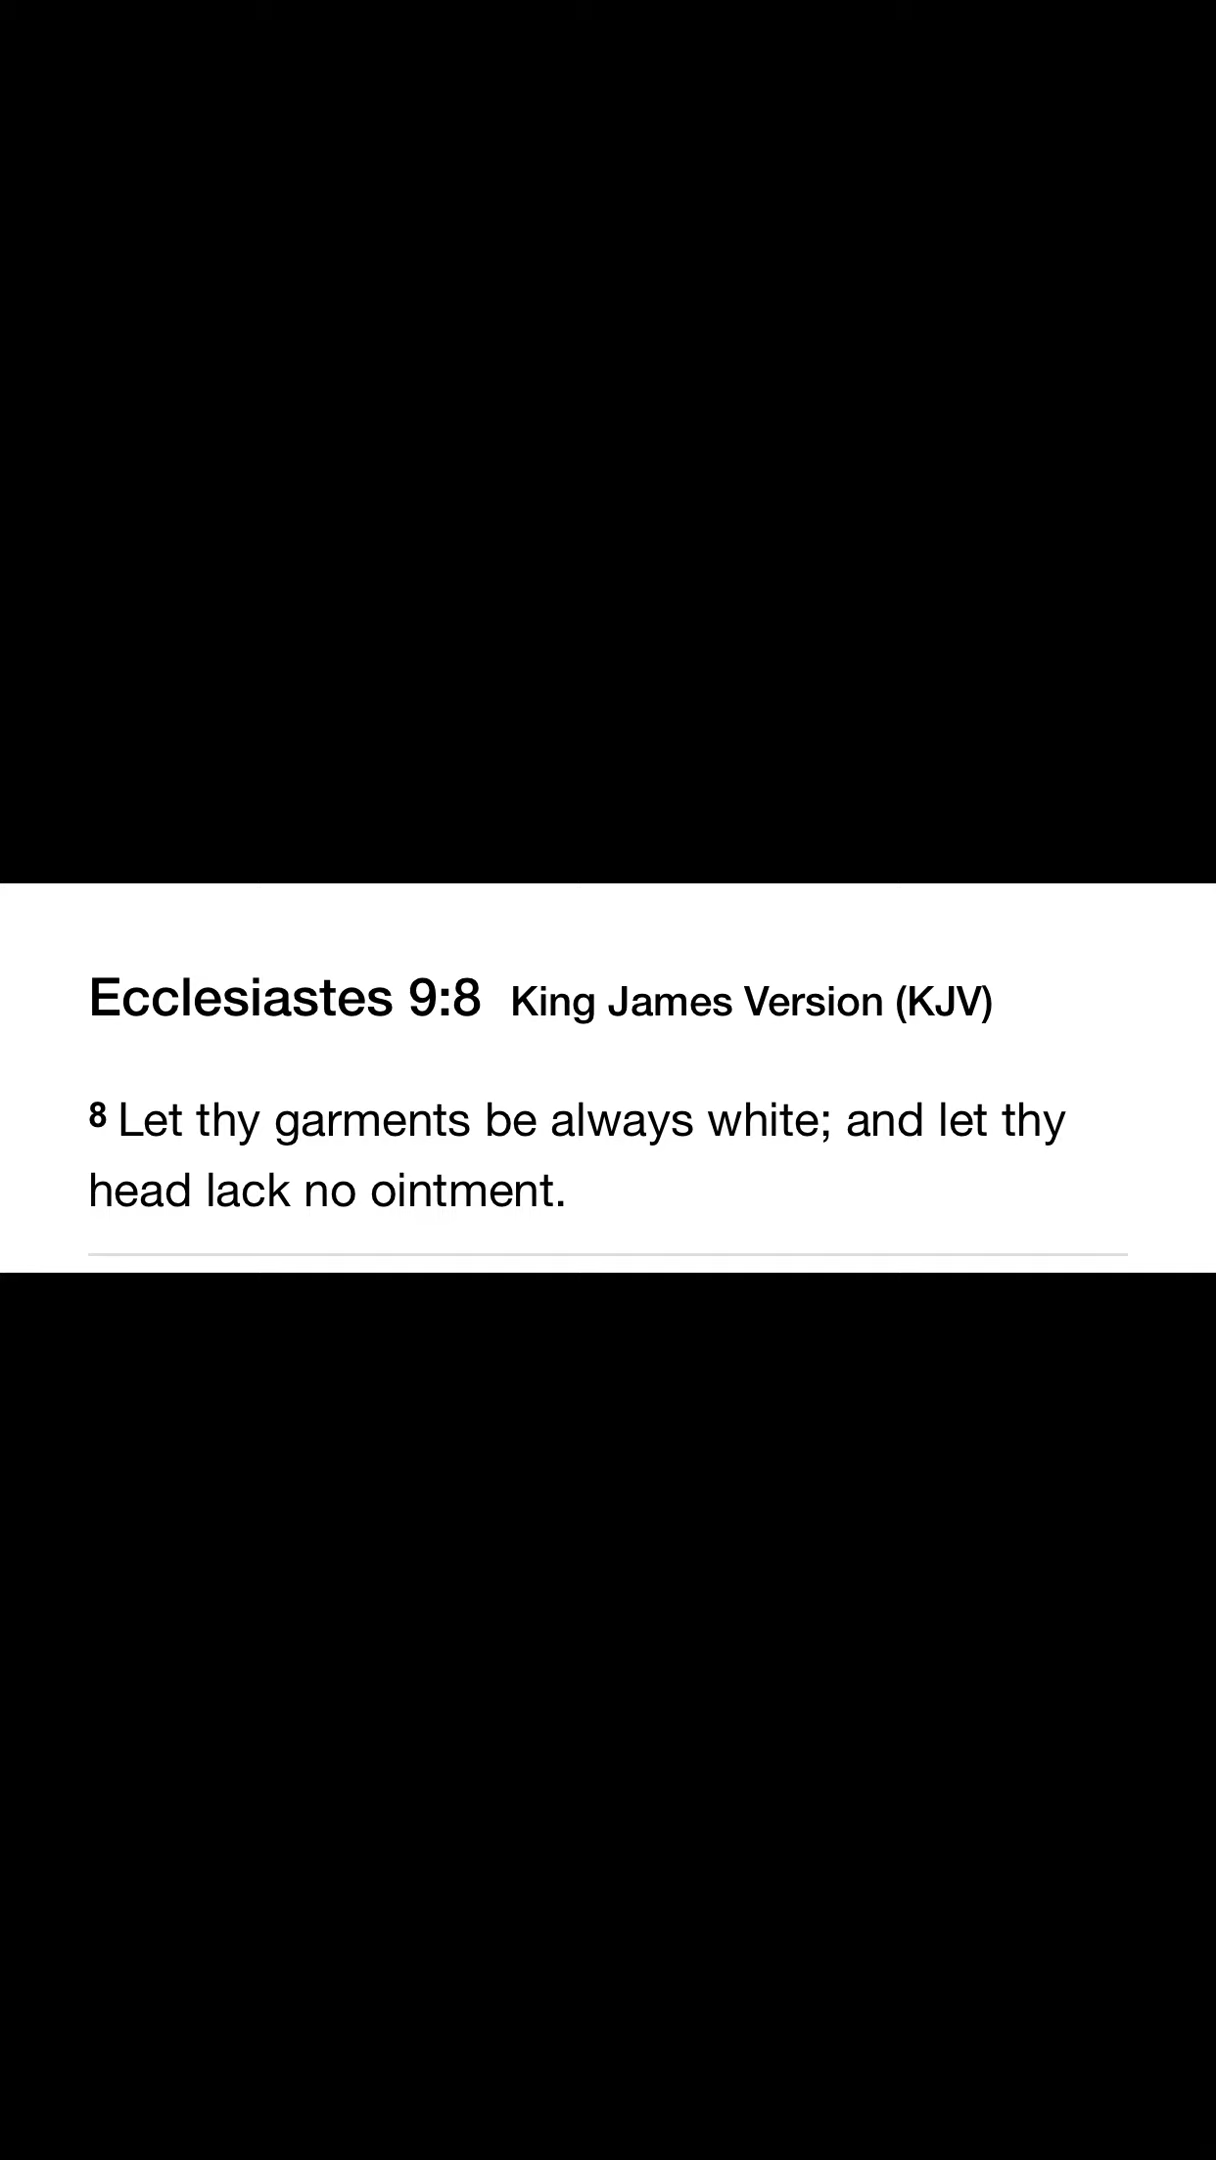 Ecclesiastes 9:8 King James Version (KJV)
8 Let thy garments be always white; and let thy
head lack no ointment.